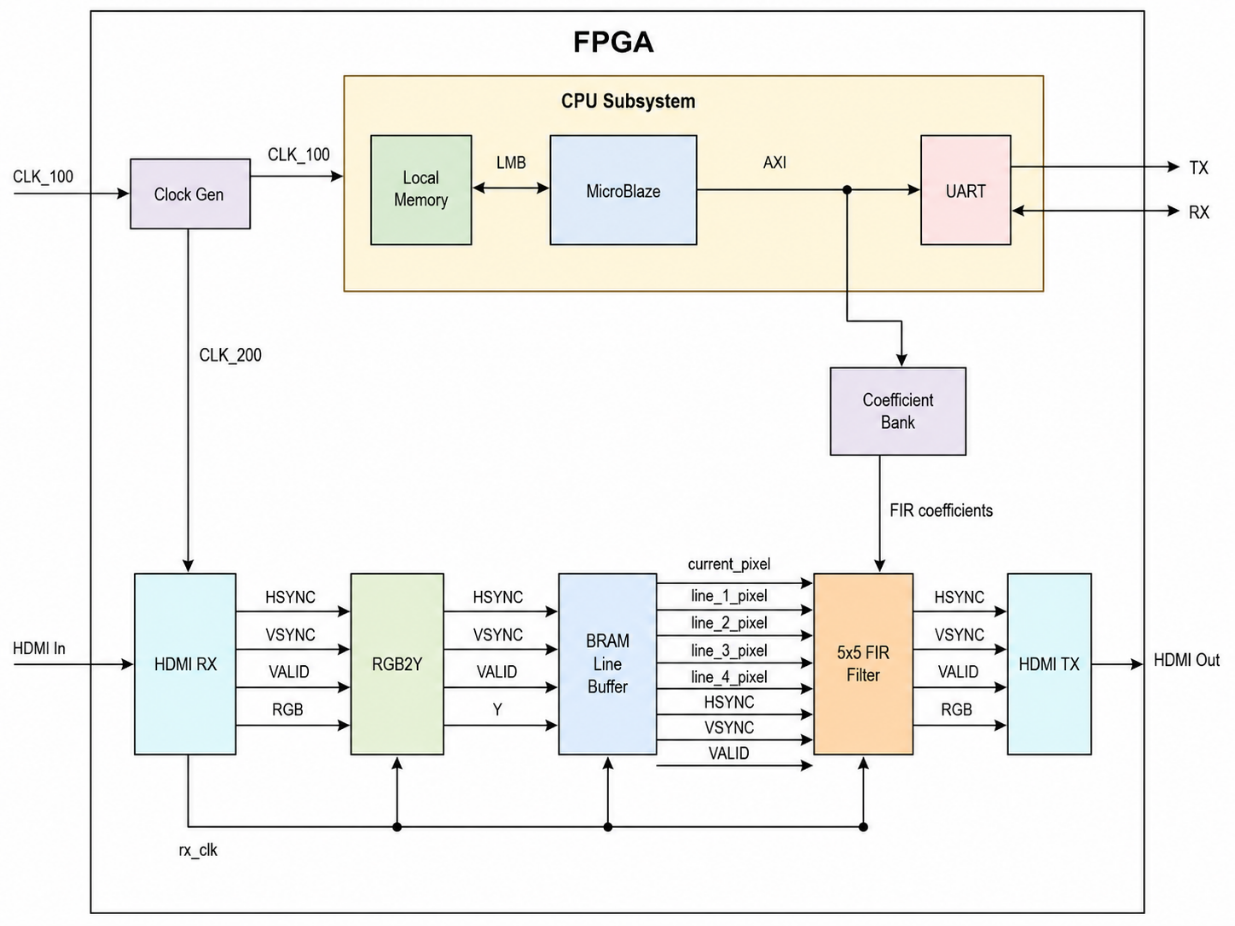 FPGA
CPU Subsystem
CLK_100
Clock Gen
CLK_100
Local
Memory
LMB
MicroBlaze
AXI
UART
TX
RX
CLK_200
Coefficient
Bank
FIR coefficients
HDMI In
HDMI RX
HSYNC
VSYNC
VALID
RGB
RGB2Y
HSYNC
VSYNC
VALID
Y
BRAM
Line
Buffer
current_pixel
line_1_pixel
line_2_pixel
line_3_pixel
line_4_pixel
HSYNC
VSYNC
VALID
5x5 FIR
Filter
HSYNC
VSYNC
VALID
RGB
HDMI TX
HDMI Out
rx_clk